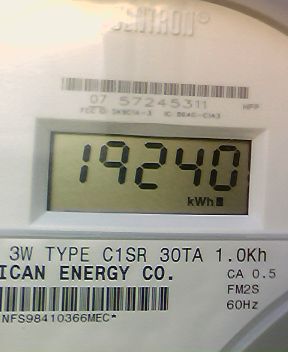 CENTRON®
07 57245311
19240
kWh
3W TYPE C1SR 30TA 1.0Kh
ICAN ENERGY CO.
CA 0.5
FM2S
60Hz
NFS98410366MEC*